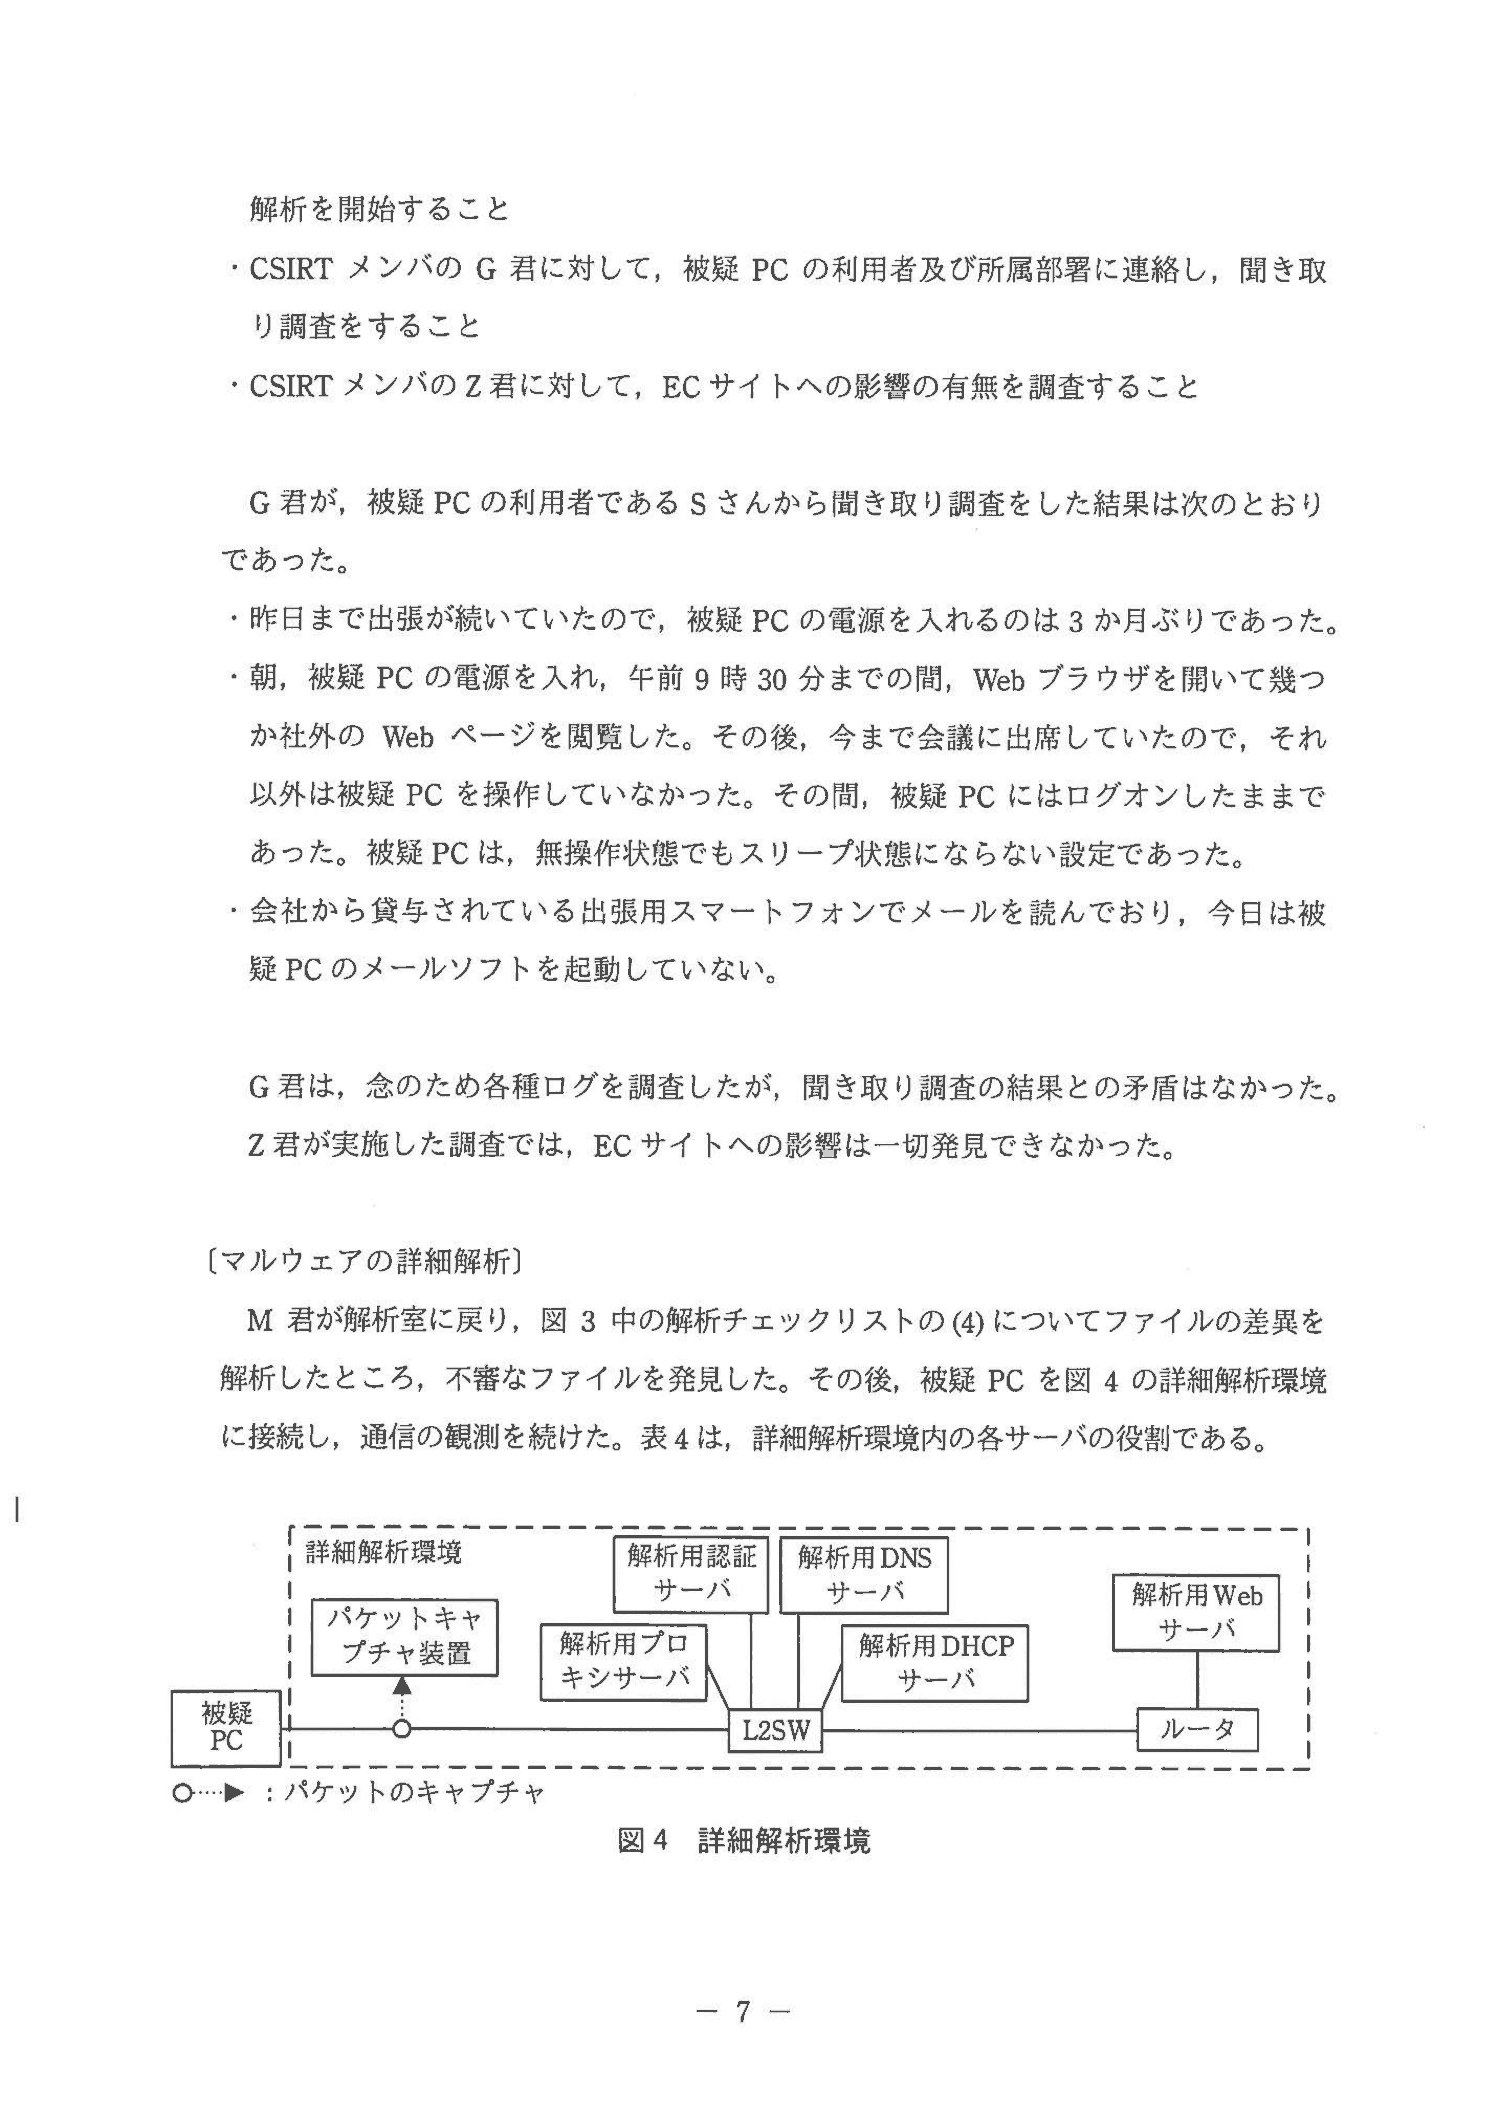 解析を開始すること
・CSIRT メンバの G 君に対して，被疑 PC の利用者及び所属部署に連絡し，聞き取
り調査をすること
・CSIRT メンバの Z 君に対して，EC サイトへの影響の有無を調査すること
G 君が，被疑 PC の利用者である S さんから聞き取り調査をした結果は次のとおり
であった。
・昨日まで出張が続いていたので，被疑 PC の電源を入れるのは 3 か月ぶりであった。
・朝，被疑 PC の電源を入れ，午前 9 時 30 分までの間，Web ブラウザを開いて幾つ
か社外の Web ページを閲覧した。その後，今まで会議に出席していたので，それ
以外は被疑 PC を操作していなかった。その間，被疑 PC にはログオンしたままで
あった。被疑 PC は，無操作状態でもスリープ状態にならない設定であった。
・会社から貸与されている出張用スマートフォンでメールを読んでおり，今日は被
疑 PC のメールソフトを起動していない。
G 君は，念のため各種ログを調査したが，聞き取り調査の結果との矛盾はなかった。
Z 君が実施した調査では，EC サイトへの影響は一切発見できなかった。
〔マルウェアの詳細解析〕
M 君が解析室に戻り，図 3 中の解析チェックリストの(4)についてファイルの差異を
解析したところ，不審なファイルを発見した。その後，被疑 PC を図 4 の詳細解析環境
に接続し，通信の観測を続けた。表 4 は，詳細解析環境内の各サーバの役割である。
詳細解析環境
解析用認証
サーバ
解析用 DNS
サーバ
解析用 Web
サーバ
パケットキャ
プチャ装置
解析用プロ
キシサーバ
解析用 DHCP
サーバ
被疑
PC
L2SW
ルータ
：パケットのキャプチャ
図 4 詳細解析環境
－ 7 －